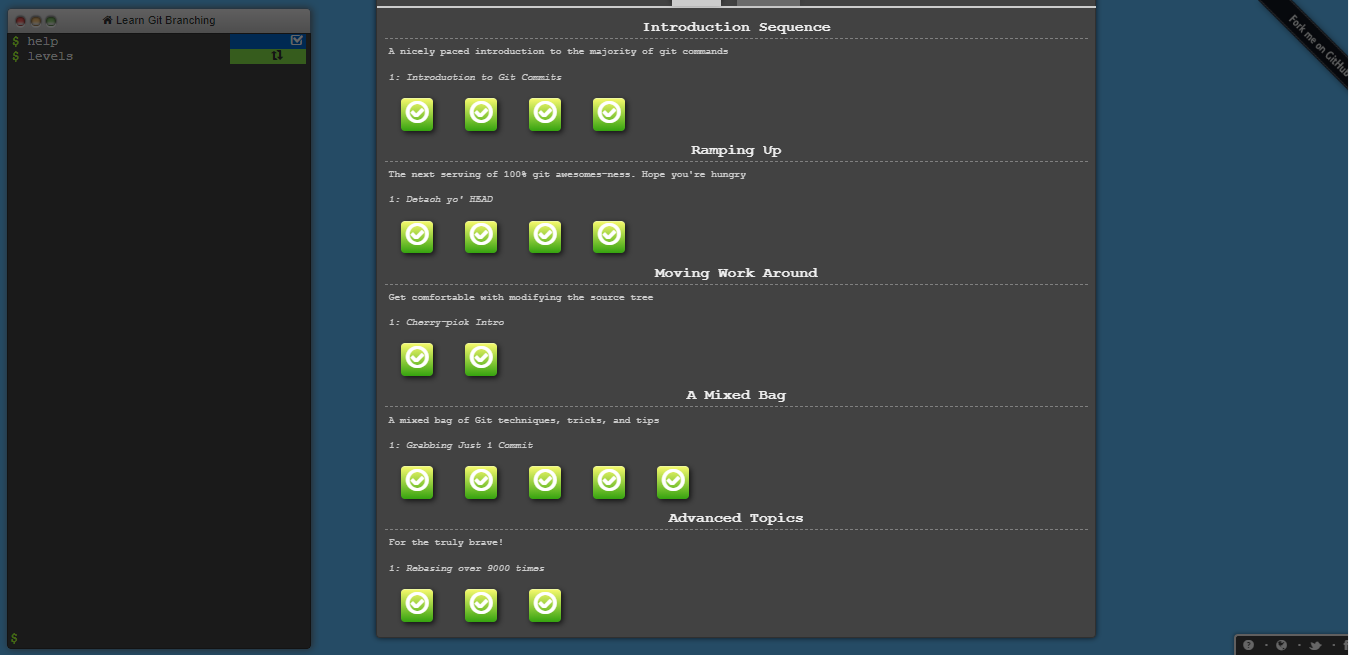 Learn Git Branching
$ help
$ levels
$
Introduction Sequence
A nicely paced introduction to the majority of git commands
1: Introduction to Git Commits
Ramping Up
The next serving of 100% git awesomes-ness. Hope you're hungry
1: Detach yo' HEAD
Moving Work Around
Get comfortable with modifying the source tree
1: Cherry-pick Intro
A Mixed Bag
A mixed bag of Git techniques, tricks, and tips
1: Grabbing Just 1 Commit
Advanced Topics
For the truly brave!
1: Rebasing over 9000 times
Fork me on GitHub